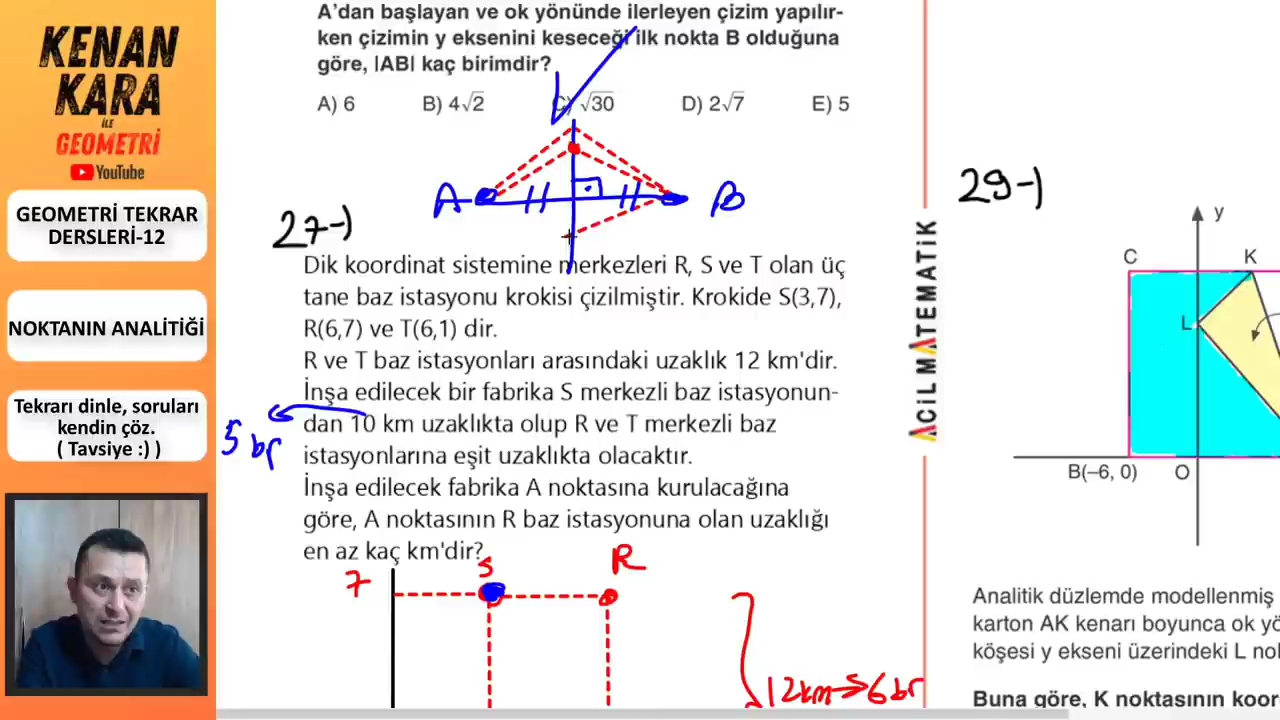 KENAN
KARA
İLE
GEOMETRİ
YouTube
GEOMETRİ TEKRAR
DERSLERİ-12
NOKTANIN ANALİTİĞİ
Tekrarı dinle, soruları
kendin çöz.
( Tavsiye :) )
A'dan başlayan ve ok yönünde ilerleyen çizim yapılır-
ken çizimin y eksenini keseceği ilk nokta B olduğuna
göre, |AB| kaç birimdir?
A) 6 B) 4√2 C) √30 D) 2√7 E) 5
A B
27-)
Dik koordinat sistemine merkezleri R, S ve T olan üç
tane baz istasyonu krokisi çizilmiştir. Krokide S(3,7),
R(6,7) ve T(6,1) dir.
R ve T baz istasyonları arasındaki uzaklık 12 km'dir.
İnşa edilecek bir fabrika S merkezli baz istasyonun-
dan 10 km uzaklıkta olup R ve T merkezli baz
istasyonlarına eşit uzaklıkta olacaktır.
İnşa edilecek fabrika A noktasına kurulacağına
göre, A noktasının R baz istasyonuna olan uzaklığı
en az kaç km'dir?
5 br
7 S R
12km→6br
AÇIL MATEMATİK
29-)
y
C K
L
B(–6, 0) O
Analitik düzlemde modellenmiş
karton AK kenarı boyunca ok yö
köşesi y ekseni üzerindeki L nol
Buna göre, K noktasının koor